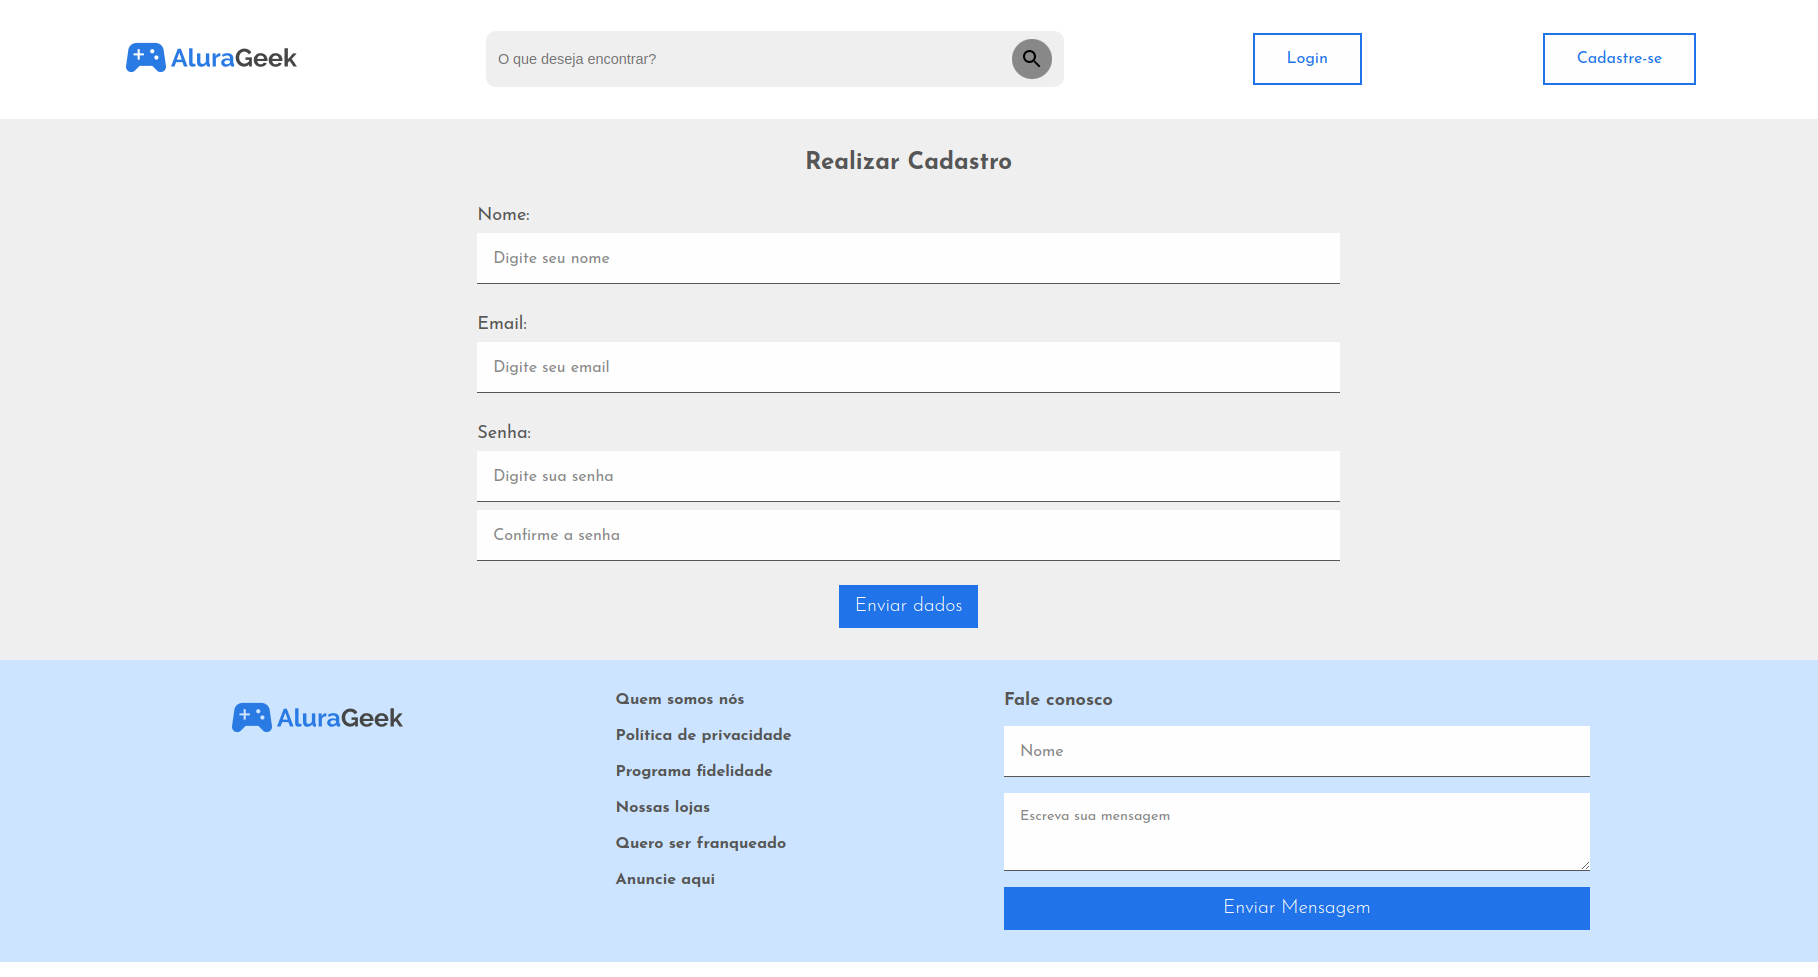 AluraGeek
O que deseja encontrar?
Login
Cadastre-se
Realizar Cadastro
Nome:
Digite seu nome
Email:
Digite seu email
Senha:
Digite sua senha
Confirme a senha
Enviar dados
AluraGeek
Quem somos nós
Política de privacidade
Programa fidelidade
Nossas lojas
Quero ser franqueado
Anuncie aqui
Fale conosco
Nome
Escreva sua mensagem
Enviar Mensagem